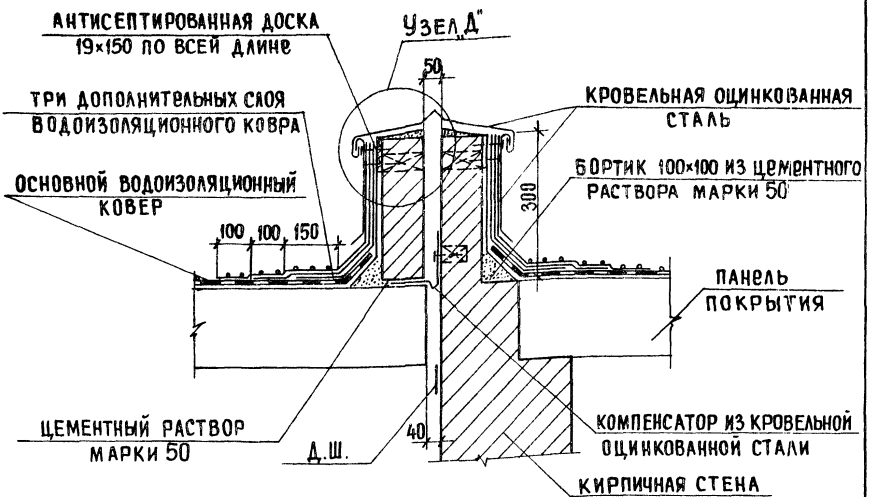 АНТИСЕПТИРОВАННАЯ ДОСКА
19×150 ПО ВСЕЙ ДЛИНЕ
УЗЕЛ „Д"
50
ТРИ ДОПОЛНИТЕЛЬНЫХ СЛОЯ
ВОДОИЗОЛЯЦИОННОГО КОВРА
КРОВЕЛЬНАЯ ОЦИНКОВАННАЯ
СТАЛЬ
ОСНОВНОЙ ВОДОИЗОЛЯЦИОННЫЙ
КОВЕР
БОРТИК 100×100 ИЗ ЦЕМЕНТНОГО
РАСТВОРА МАРКИ 50
300
100 100 150
ПАНЕЛЬ
ПОКРЫТИЯ
ЦЕМЕНТНЫЙ РАСТВОР
МАРКИ 50
Д.Ш.
40
КОМПЕНСАТОР ИЗ КРОВЕЛЬНОЙ
ОЦИНКОВАННОЙ СТАЛИ
КИРПИЧНАЯ СТЕНА